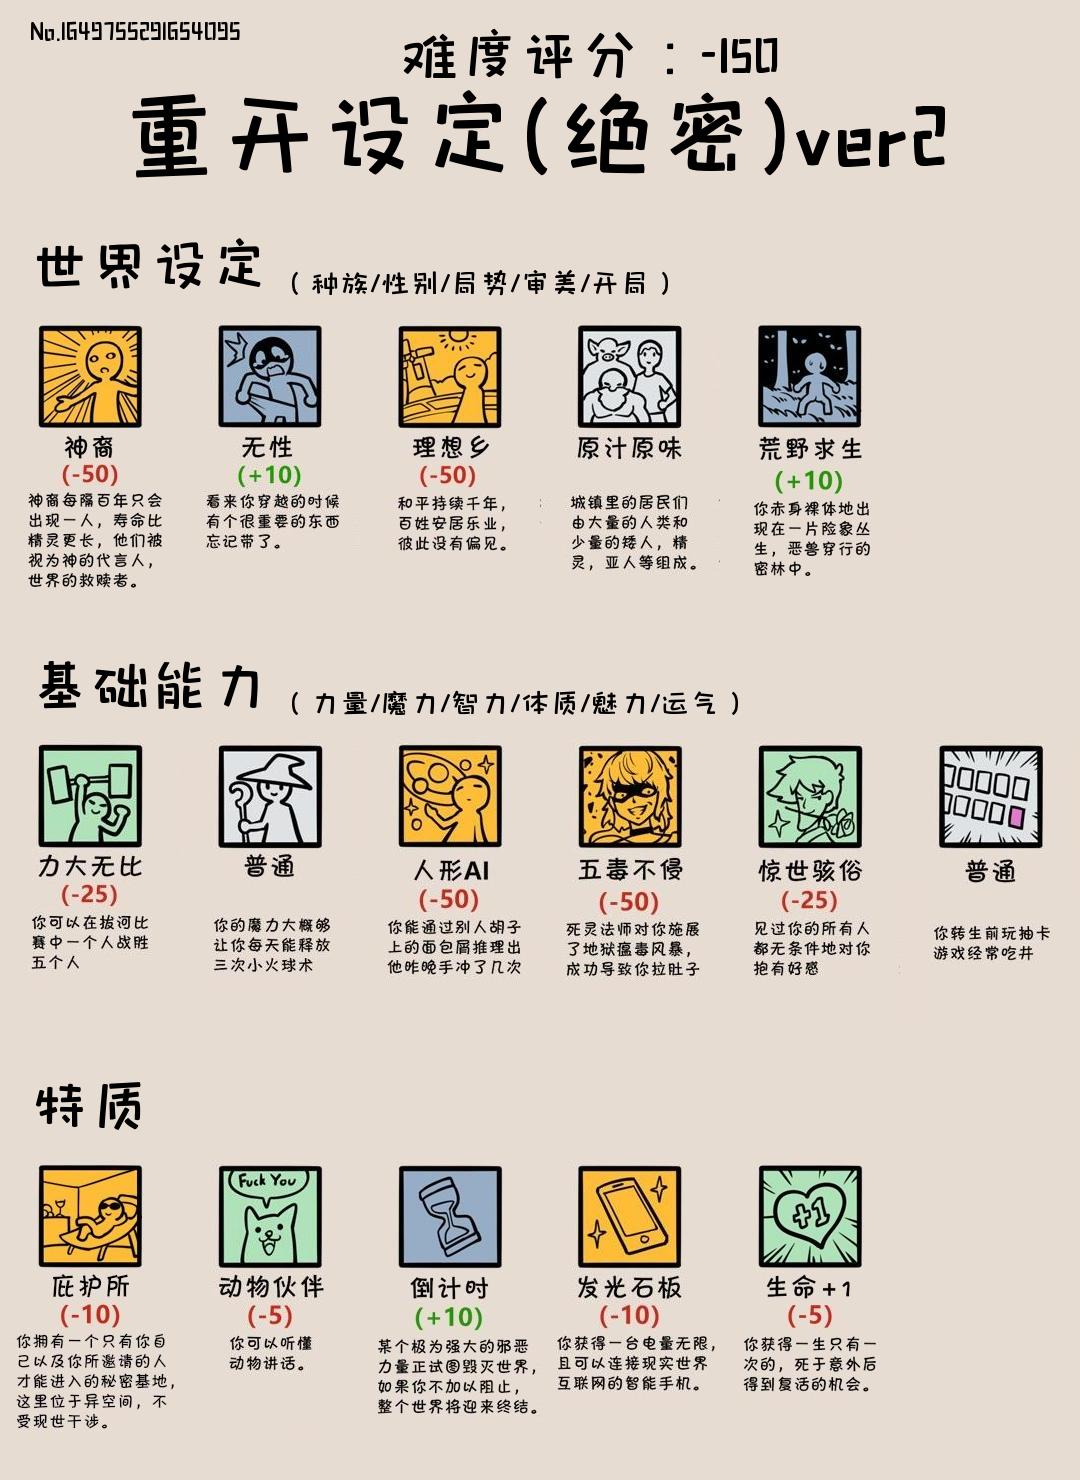 No.1649755291654095
难度评分：-150
重开设定(绝密)ver2
世界设定（种族/性别/局势/审美/开局）
神裔
(-50)
神裔每隔百年只会
出现一人，寿命比
精灵更长，他们被
视为神的代言人，
世界的救赎者。
无性
(+10)
看来你穿越的时候
有个很重要的东西
忘记带了。
理想乡
(-50)
和平持续千年，
百姓安居乐业，
彼此没有偏见。
原汁原味
城镇里的居民们
由大量的人类和
少量的矮人，精
灵，亚人等组成。
荒野求生
(+10)
你赤身裸体地出
现在一片险象丛
生，恶兽穿行的
密林中。
基础能力（力量/魔力/智力/体质/魅力/运气）
力大无比
(-25)
你可以在拔河比
赛中一个人战胜
五个人
普通
你的魔力大概够
让你每天能释放
三次小火球术
人形AI
(-50)
你能通过别人胡子
上的面包屑推理出
他昨晚手冲了几次
五毒不侵
(-50)
死灵法师对你施展
了地狱瘟毒风暴，
成功导致你拉肚子
惊世骇俗
(-25)
见过你的所有人
都无条件地对你
抱有好感
普通
你转生前玩抽卡
游戏经常吃井
特质
庇护所
(-10)
你拥有一个只有你自
己以及你所邀请的人
才能进入的秘密基地，
这里位于异空间，不
受现世干涉。
Fuck You
动物伙伴
(-5)
你可以听懂
动物讲话。
倒计时
(+10)
某个极为强大的邪恶
力量正试图毁灭世界，
如果你不加以阻止，
整个世界将迎来终结。
发光石板
(-10)
你获得一台电量无限，
且可以连接现实世界
互联网的智能手机。
+1
生命+1
(-5)
你获得一生只有一
次的，死于意外后
得到复活的机会。